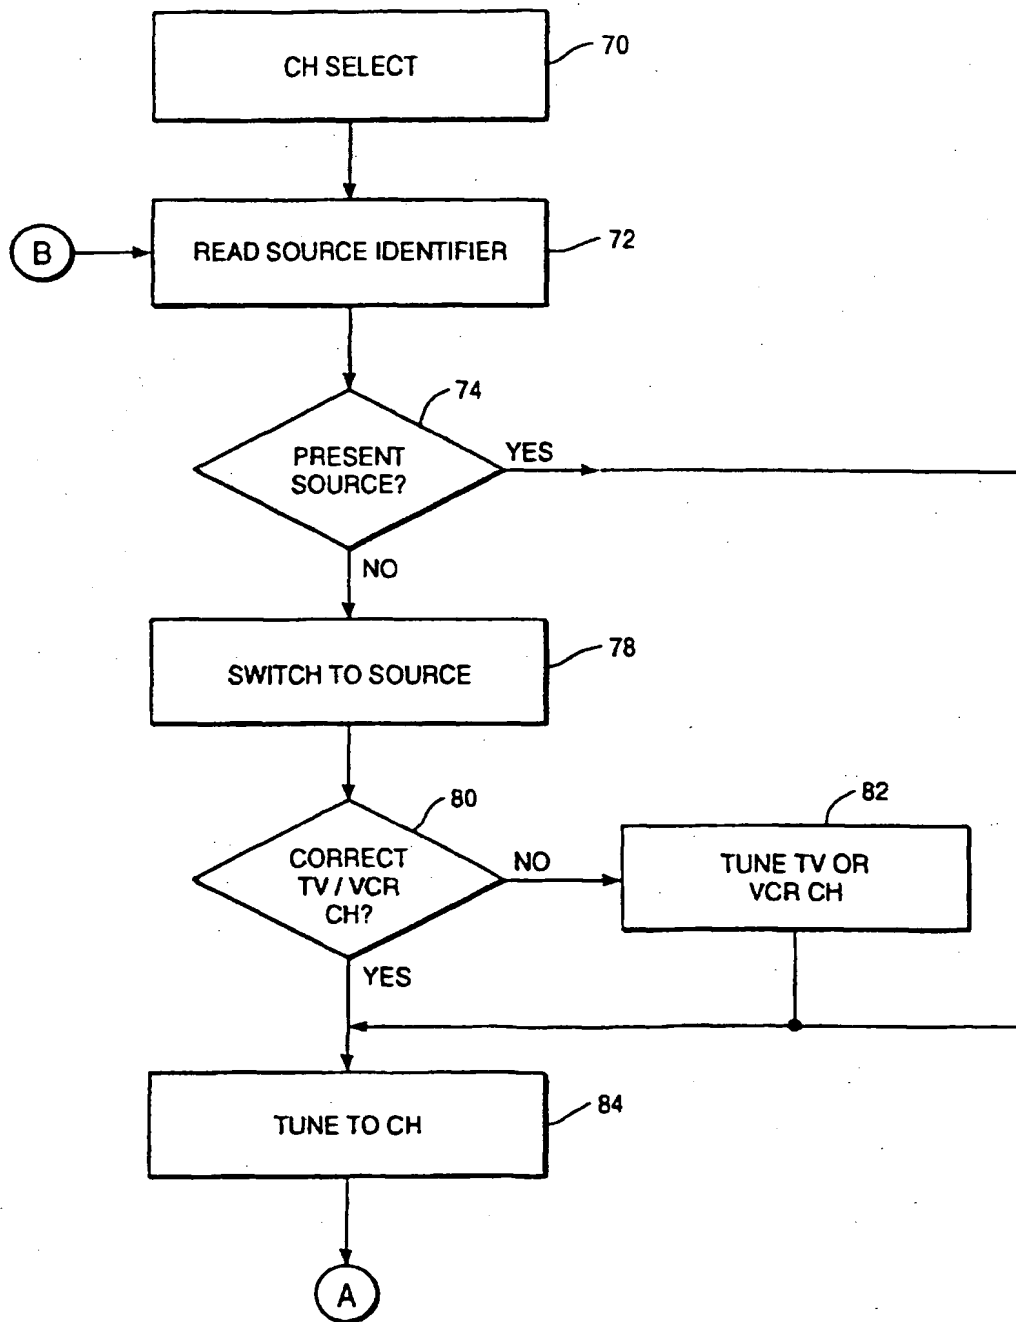 CH SELECT
70
B
READ SOURCE IDENTIFIER
72
74
PRESENT
SOURCE?
YES
NO
SWITCH TO SOURCE
78
80
CORRECT
TV / VCR
CH?
NO
82
TUNE TV OR
VCR CH
YES
TUNE TO CH
84
A